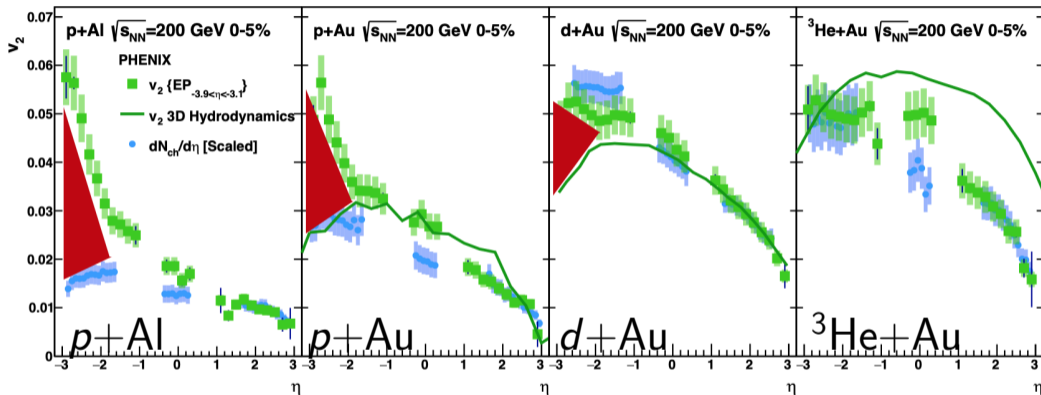 p+Al √sNN=200 GeV 0-5%
p+Au √sNN=200 GeV 0-5%
d+Au √sNN=200 GeV 0-5%
³He+Au √sNN=200 GeV 0-5%
v₂
PHENIX
v₂ {EP-3.9<η<-3.1}
v₂ 3D Hydrodynamics
dNch/dη [Scaled]
0.07
0.06
0.05
0.04
0.03
0.02
0.01
0
p+Al
p+Au
d+Au
³He+Au
−3 −2 −1 0 1 2 3
−3 −2 −1 0 1 2 3
−3 −2 −1 0 1 2 3
−3 −2 −1 0 1 2 3
η
η
η
η